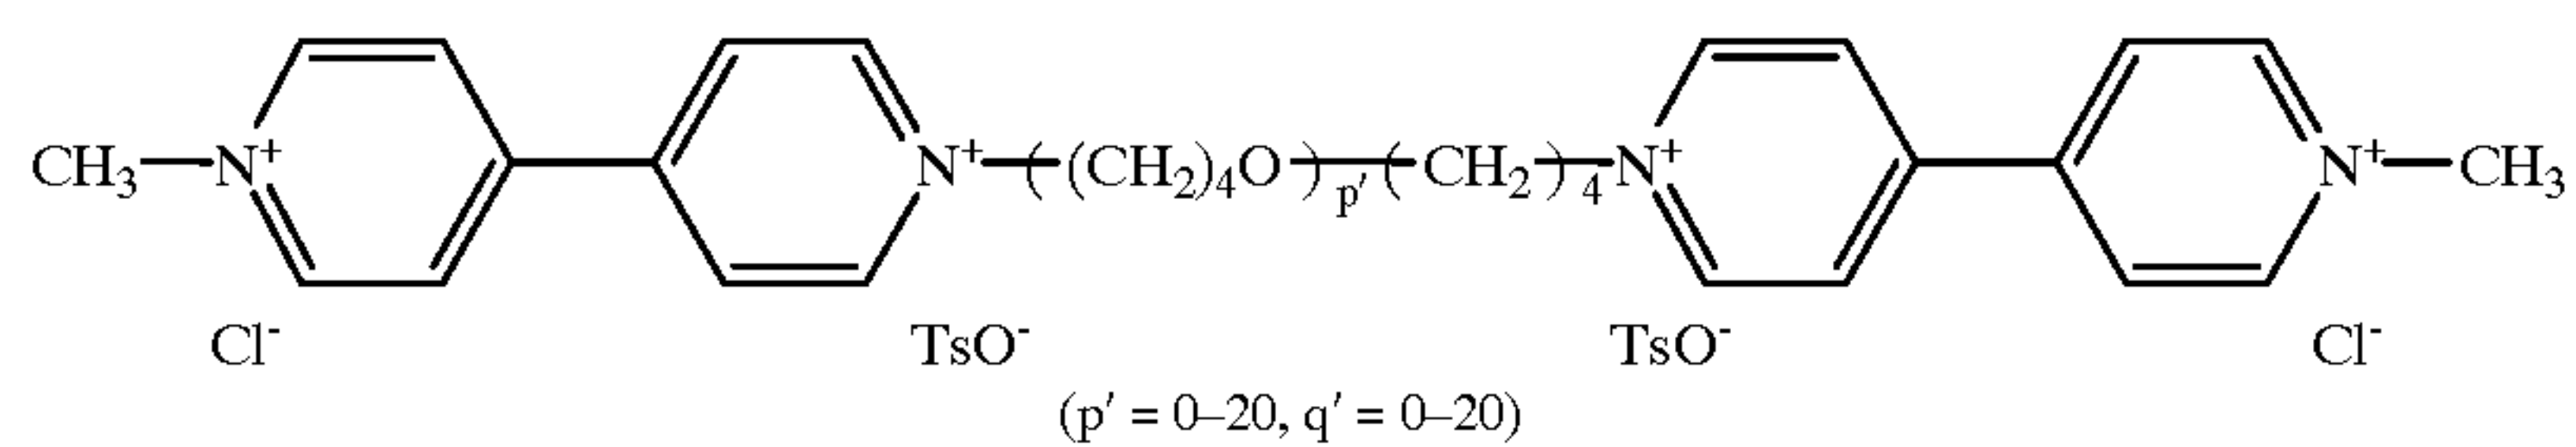 CH3 N+ N+ ((CH2)4O)p′ (CH2)4 N+ N+ CH3
Cl- TsO- TsO- Cl-
(p′ = 0–20, q′ = 0–20)